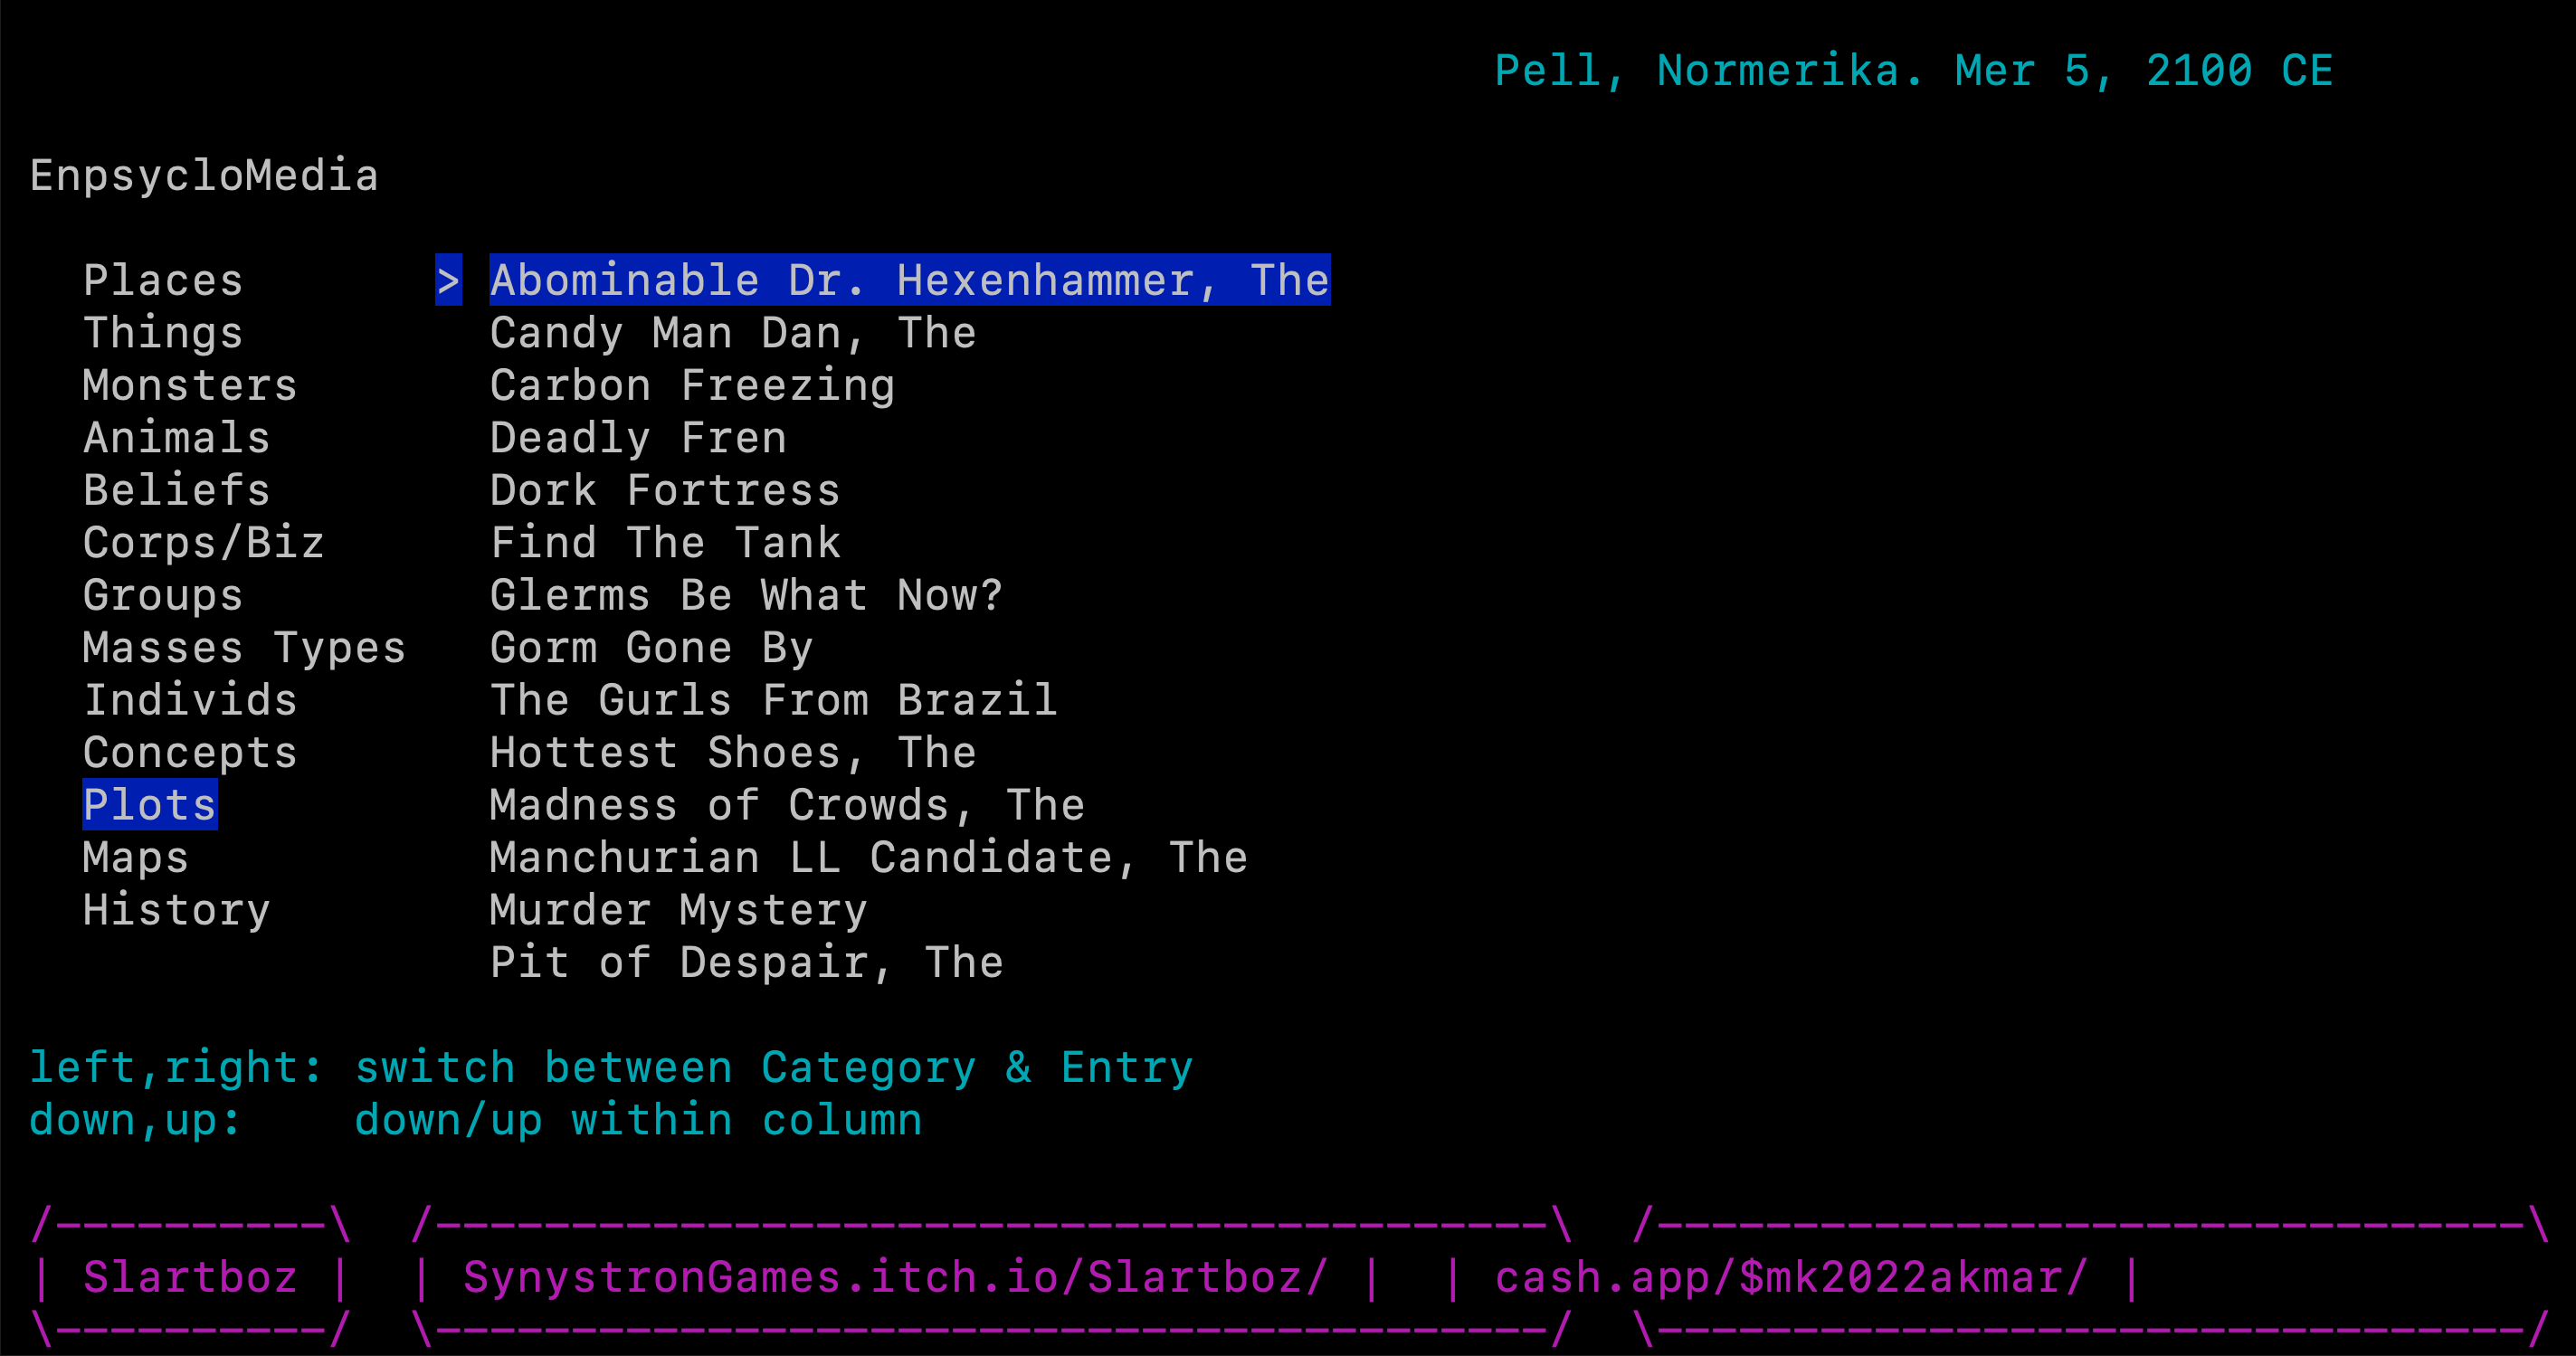 Pell, Normerika. Mer 5, 2100 CE
EnpsycloMedia
Places > Abominable Dr. Hexenhammer, The
Things Candy Man Dan, The
Monsters Carbon Freezing
Animals Deadly Fren
Beliefs Dork Fortress
Corps/Biz Find The Tank
Groups Glerms Be What Now?
Masses Types Gorm Gone By
Individs The Gurls From Brazil
Concepts Hottest Shoes, The
Plots Madness of Crowds, The
Maps Manchurian LL Candidate, The
History Murder Mystery
Pit of Despair, The
left,right: switch between Category & Entry
down,up: down/up within column
/----------\ /-----------------------------------------\ /--------------------------------\
| Slartboz | | SynystronGames.itch.io/Slartboz/ | | cash.app/$mk2022akmar/ |
\----------/ \-----------------------------------------/ \--------------------------------/